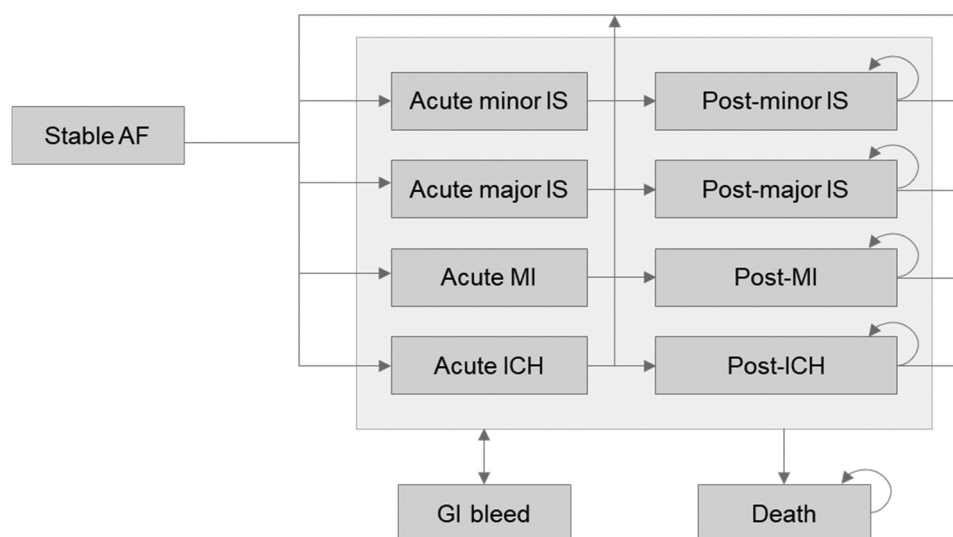 Stable AF
Acute minor IS
Post-minor IS
Acute major IS
Post-major IS
Acute MI
Post-MI
Acute ICH
Post-ICH
GI bleed
Death